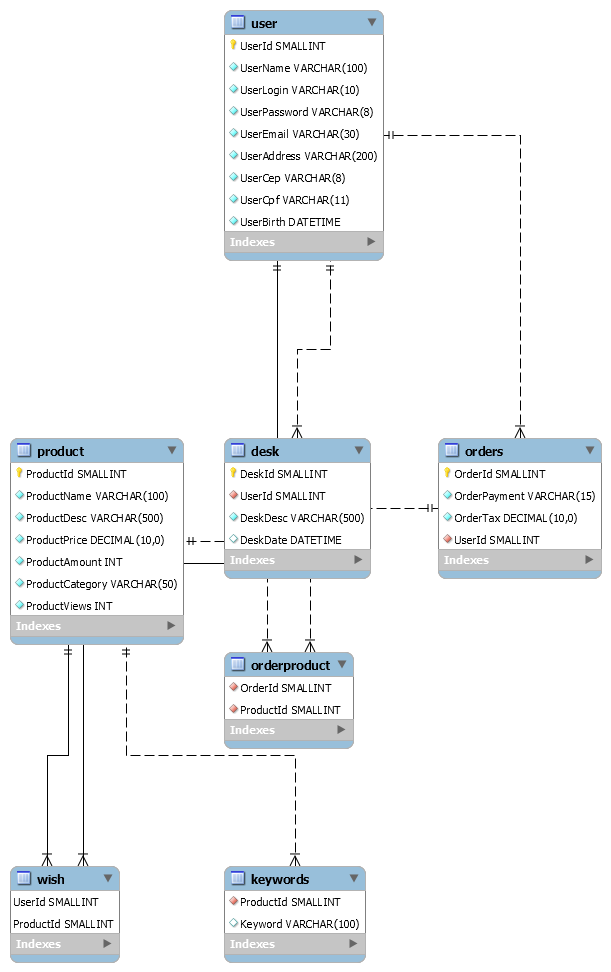 user
UserId SMALLINT
UserName VARCHAR(100)
UserLogin VARCHAR(10)
UserPassword VARCHAR(8)
UserEmail VARCHAR(30)
UserAddress VARCHAR(200)
UserCep VARCHAR(8)
UserCpf VARCHAR(11)
UserBirth DATETIME
Indexes
product
ProductId SMALLINT
ProductName VARCHAR(100)
ProductDesc VARCHAR(500)
ProductPrice DECIMAL(10,0)
ProductAmount INT
ProductCategory VARCHAR(50)
ProductViews INT
Indexes
desk
DeskId SMALLINT
UserId SMALLINT
DeskDesc VARCHAR(500)
DeskDate DATETIME
Indexes
orders
OrderId SMALLINT
OrderPayment VARCHAR(15)
OrderTax DECIMAL(10,0)
UserId SMALLINT
Indexes
orderproduct
OrderId SMALLINT
ProductId SMALLINT
Indexes
wish
UserId SMALLINT
ProductId SMALLINT
Indexes
keywords
ProductId SMALLINT
Keyword VARCHAR(100)
Indexes